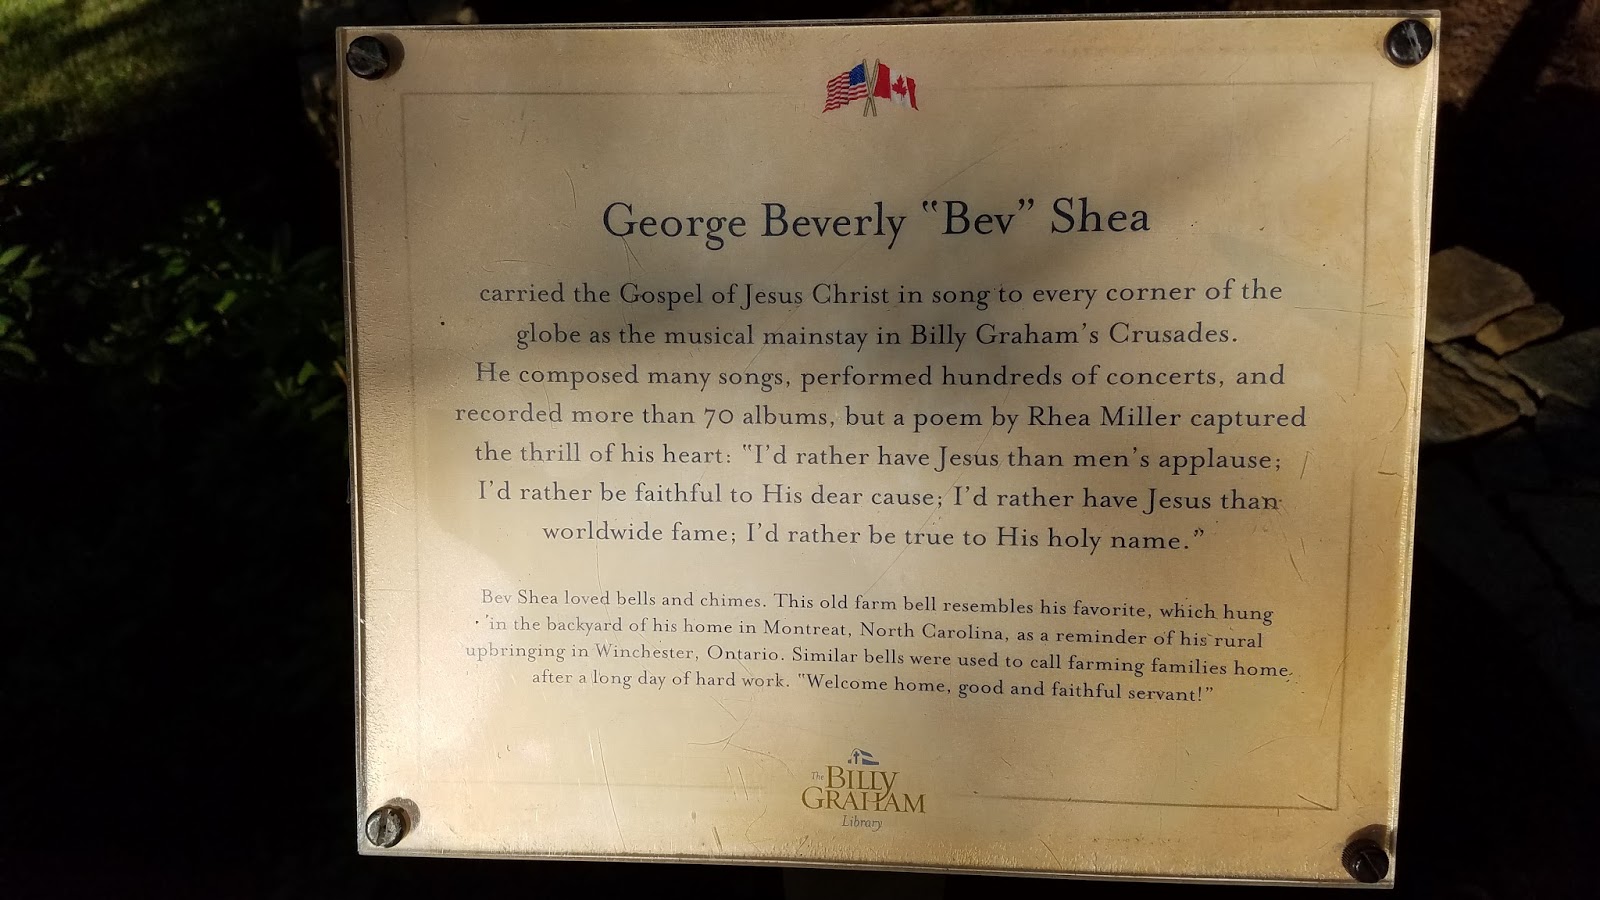 George Beverly “Bev” Shea
carried the Gospel of Jesus Christ in song to every corner of the
globe as the musical mainstay in Billy Graham’s Crusades.
He composed many songs, performed hundreds of concerts, and
recorded more than 70 albums, but a poem by Rhea Miller captured
the thrill of his heart: “I’d rather have Jesus than men’s applause;
I’d rather be faithful to His dear cause; I’d rather have Jesus than
worldwide fame; I’d rather be true to His holy name.”
Bev Shea loved bells and chimes. This old farm bell resembles his favorite, which hung
in the backyard of his home in Montreat, North Carolina, as a reminder of his rural
upbringing in Winchester, Ontario. Similar bells were used to call farming families home
after a long day of hard work. “Welcome home, good and faithful servant!”
The BILLY
GRAHAM
Library